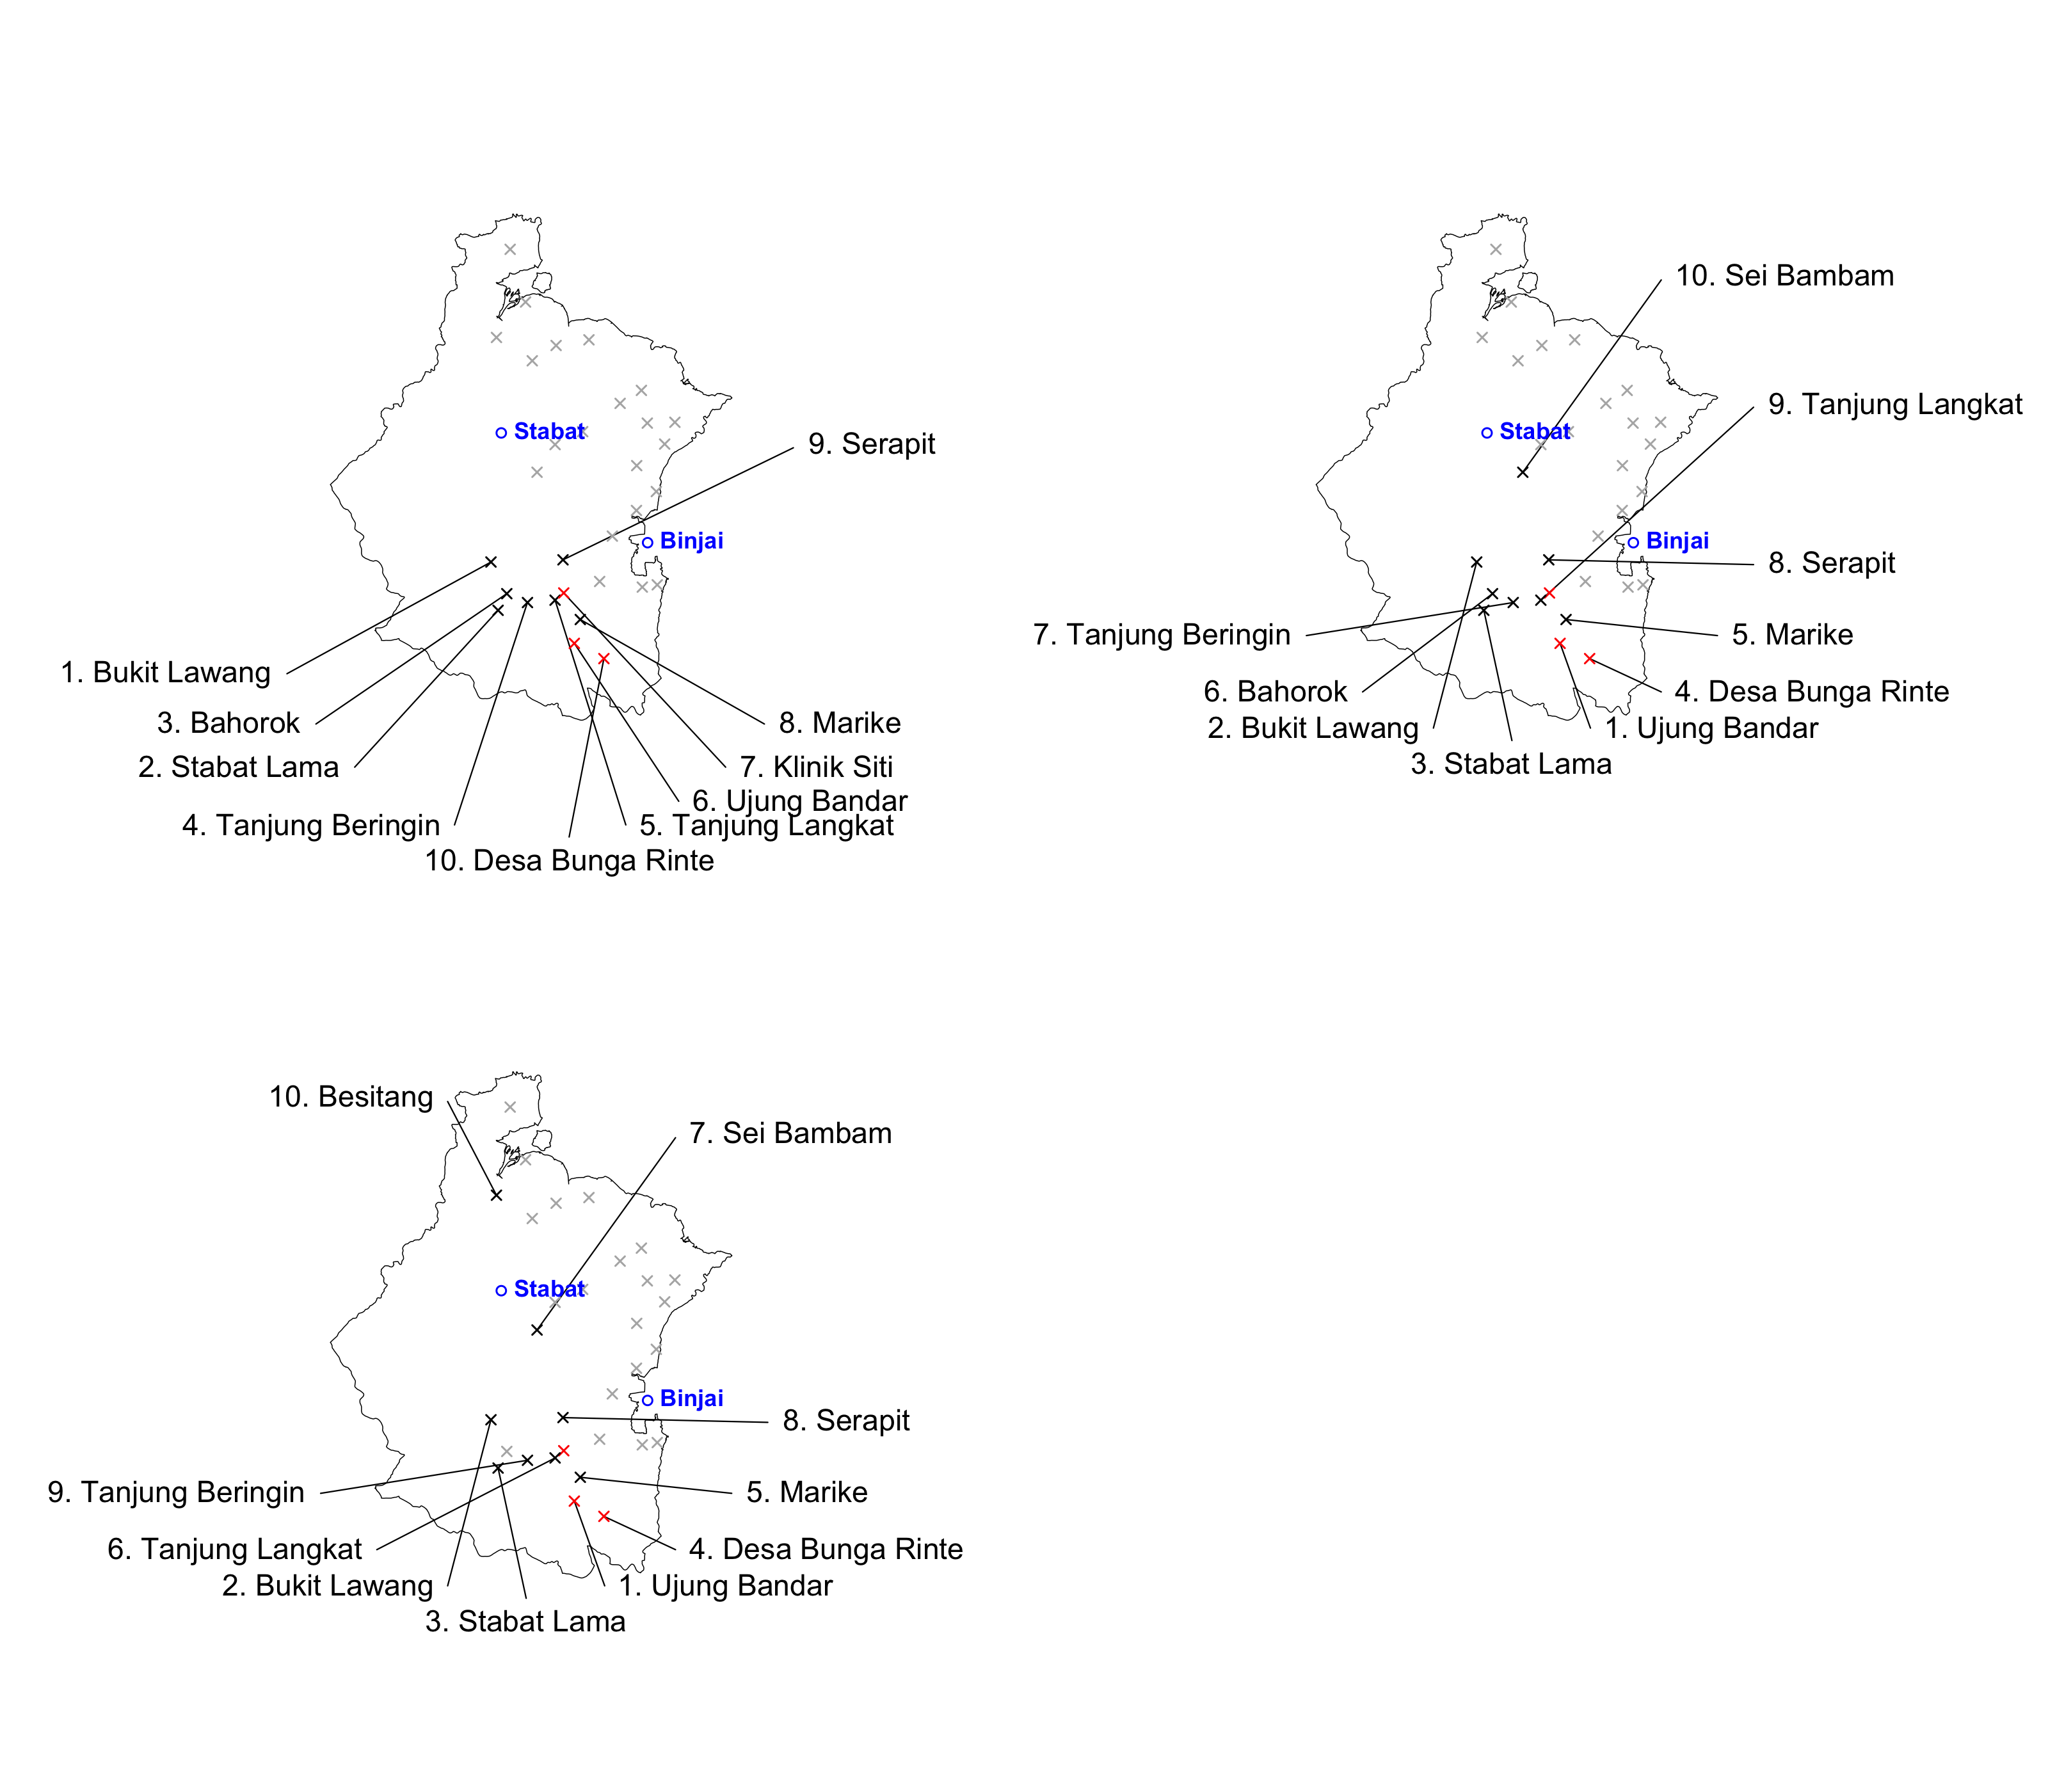 Stabat
9. Serapit
Binjai
1. Bukit Lawang
3. Bahorok
8. Marike
2. Stabat Lama
7. Klinik Siti
6. Ujung Bandar
4. Tanjung Beringin
5. Tanjung Langkat
10. Desa Bunga Rinte
10. Sei Bambam
9. Tanjung Langkat
Stabat
Binjai
8. Serapit
7. Tanjung Beringin
5. Marike
6. Bahorok
4. Desa Bunga Rinte
2. Bukit Lawang
1. Ujung Bandar
3. Stabat Lama
10. Besitang
7. Sei Bambam
Stabat
Binjai
8. Serapit
9. Tanjung Beringin
5. Marike
6. Tanjung Langkat
4. Desa Bunga Rinte
2. Bukit Lawang
1. Ujung Bandar
3. Stabat Lama